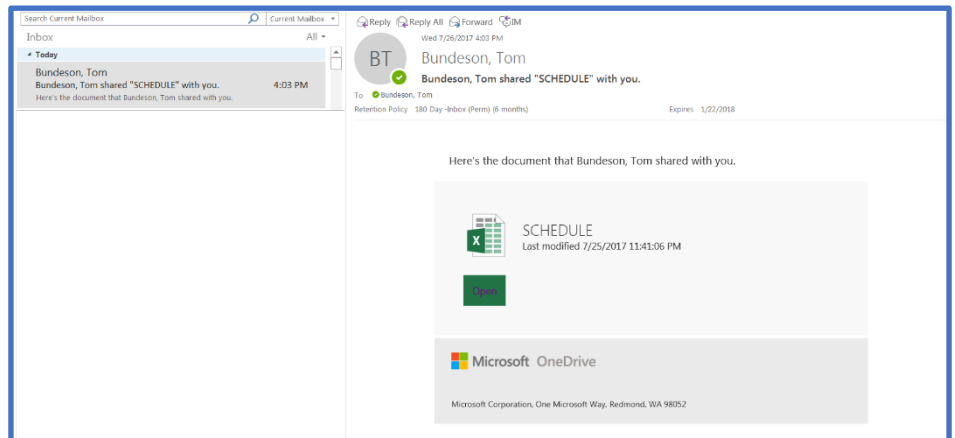 Search Current Mailbox Current Mailbox
Inbox All
Today
Bundeson, Tom
Bundeson, Tom shared "SCHEDULE" with you. 4:03 PM
Here's the document that Bundeson, Tom shared with you.
Reply Reply All Forward IM
Wed 7/26/2017 4:03 PM
BT
Bundeson, Tom
Bundeson, Tom shared "SCHEDULE" with you.
To Bundeson, Tom
Retention Policy 180 Day -Inbox (Perm) (6 months) Expires 1/22/2018
Here's the document that Bundeson, Tom shared with you.
X
SCHEDULE
Last modified 7/25/2017 11:41:06 PM
Open
Microsoft OneDrive
Microsoft Corporation, One Microsoft Way, Redmond, WA 98052